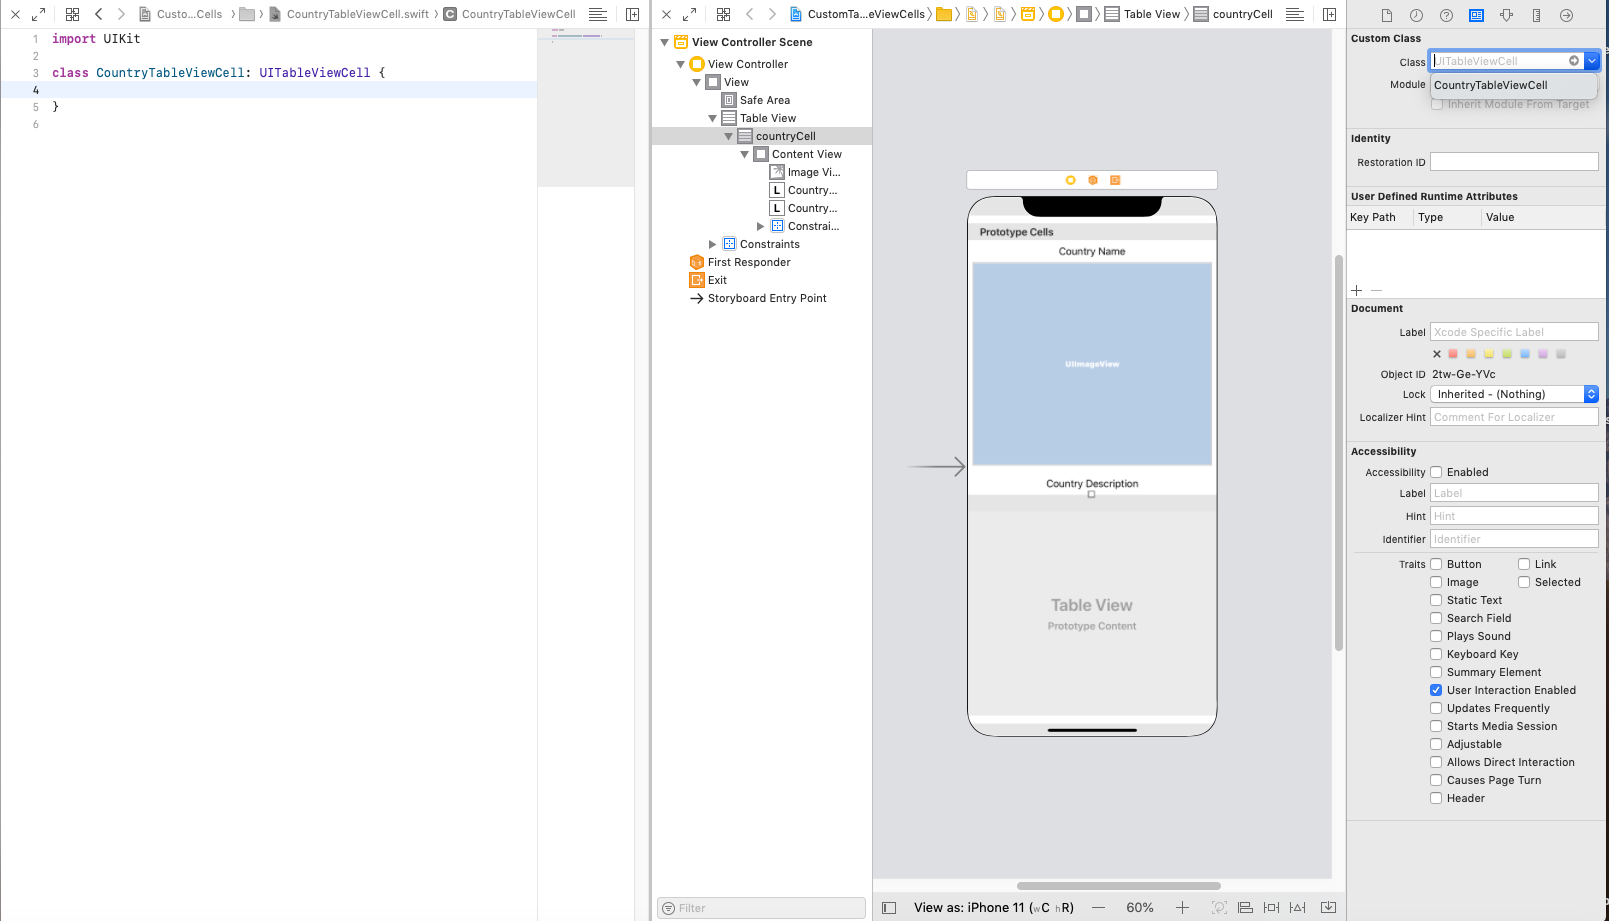 Custo...Cells
CountryTableViewCell.swift
CountryTableViewCell
1 import UIKit
2
3 class CountryTableViewCell: UITableViewCell {
4
5 }
6
CustomTa...eViewCells
Table View
countryCell
View Controller Scene
View Controller
View
Safe Area
Table View
countryCell
Content View
Image Vi...
L Country...
L Country...
Constrai...
Constraints
First Responder
Exit
Storyboard Entry Point
Filter
Prototype Cells
Country Name
UIImageView
Country Description
Table View
Prototype Content
View as: iPhone 11 (wC hR)
60%
Custom Class
Class UITableViewCell
CountryTableViewCell
Module
Inherit Module From Target
Identity
Restoration ID
User Defined Runtime Attributes
Key Path Type Value
Document
Label Xcode Specific Label
Object ID 2tw-Ge-YVc
Lock Inherited - (Nothing)
Localizer Hint Comment For Localizer
Accessibility
Accessibility Enabled
Label Label
Hint Hint
Identifier Identifier
Traits Button Link
Image Selected
Static Text
Search Field
Plays Sound
Keyboard Key
Summary Element
User Interaction Enabled
Updates Frequently
Starts Media Session
Adjustable
Allows Direct Interaction
Causes Page Turn
Header